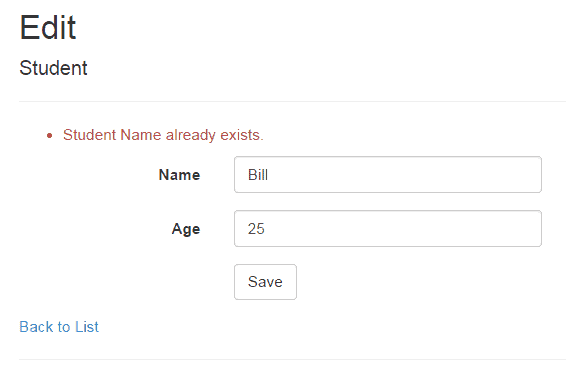 Edit
Student
Student Name already exists.
Name Bill
Age 25
Save
Back to List